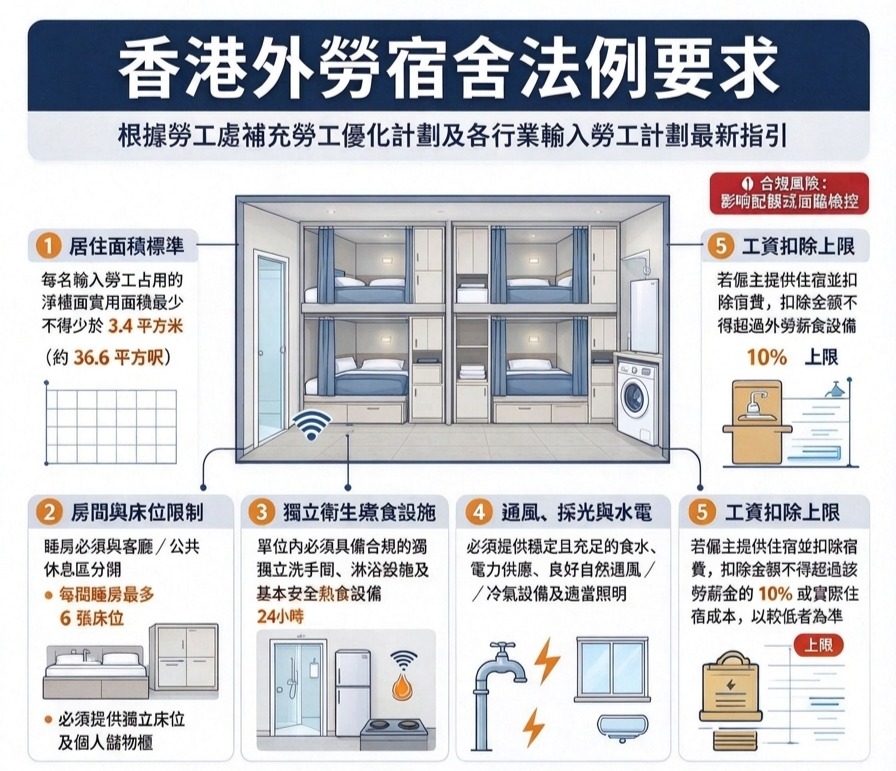 香港外勞宿舍法例要求
根據勞工處補充勞工優化計劃及各行業輸入勞工計劃最新指引
合規風險：
影响配額或面臨檢控
1 居住面積標準
每名輸入勞工占用的
淨樓面實用面積最少
不得少於 3.4 平方米
（約 36.6 平方呎）
5 工資扣除上限
若僱主提供住宿並扣
除宿費，扣除金額不
得超過外勞薪食設備
10% 上限
2 房間與床位限制
睡房必須與客廳／公共
休息區分開
• 每間睡房最多
6 張床位
• 必須提供獨立床位
及個人儲物櫃
3 獨立衛生煮食設施
單位內必須具備合規的獨
獨立洗手間、淋浴設施及
基本安全熱食設備
24小時
4 通風、採光與水電
必須提供穩定且充足的食水、
電力供應、良好自然通風／
／冷氣設備及適當照明
5 工資扣除上限
若僱主提供住宿並扣除宿
費，扣除金額不得超過該
勞薪金的 10% 或實際住
宿成本，以較低者為準
上限